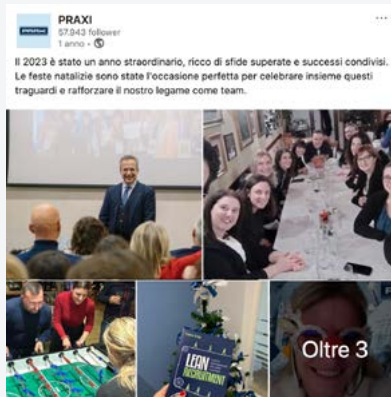 PRAXI
57.943 follower
1 anno •
Il 2023 è stato un anno straordinario, ricco di sfide superate e successi condivisi.
Le feste natalizie sono state l'occasione perfetta per celebrare insieme questi
traguardi e rafforzare il nostro legame come team.
LEAN
RECRUITMENT
Oltre 3